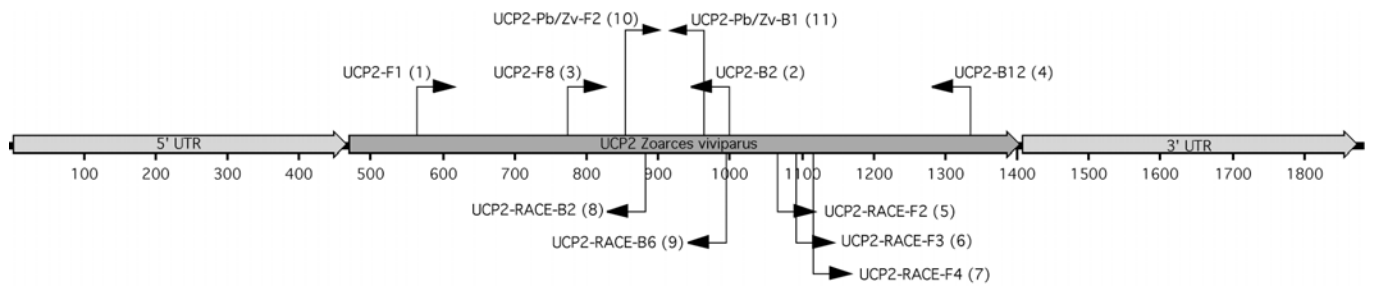 UCP2-Pb/Zv-F2 (10)
UCP2-Pb/Zv-B1 (11)
UCP2-F1 (1)
UCP2-F8 (3)
UCP2-B2 (2)
UCP2-B12 (4)
5' UTR
UCP2 Zoarces viviparus
3' UTR
100 200 300 400 500 600 700 800 900 1000 1100 1200 1300 1400 1500 1600 1700 1800
UCP2-RACE-B2 (8)
UCP2-RACE-F2 (5)
UCP2-RACE-B6 (9)
UCP2-RACE-F3 (6)
UCP2-RACE-F4 (7)